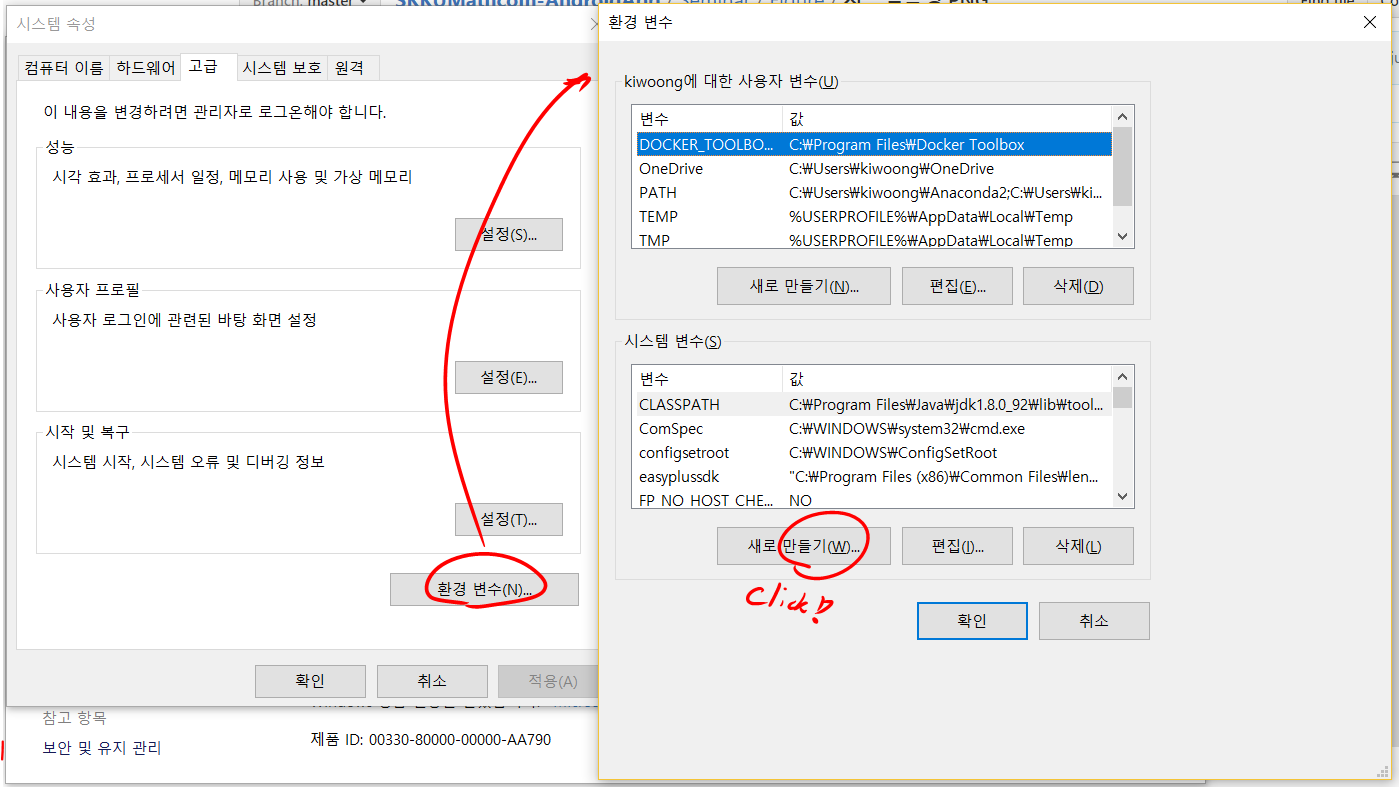 Branch: master
SKKUMathcom-AndroidApp / Seminar / Figure /
시스템 속성
컴퓨터 이름 하드웨어 고급 시스템 보호 원격
이 내용을 변경하려면 관리자로 로그온해야 합니다.
성능
시각 효과, 프로세서 일정, 메모리 사용 및 가상 메모리
설정(S)...
사용자 프로필
사용자 로그인에 관련된 바탕 화면 설정
설정(E)...
시작 및 복구
시스템 시작, 시스템 오류 및 디버깅 정보
설정(T)...
환경 변수(N)...
확인 취소 적용(A)
참고 항목
보안 및 유지 관리
제품 ID: 00330-80000-00000-AA790
환경 변수
kiwoong에 대한 사용자 변수(U)
변수 값
DOCKER_TOOLBO... C:₩Program Files₩Docker Toolbox
OneDrive C:₩Users₩kiwoong₩OneDrive
PATH C:₩Users₩kiwoong₩Anaconda2;C:₩Users₩ki...
TEMP %USERPROFILE%₩AppData₩Local₩Temp
TMP %USERPROFILE%₩AppData₩Local₩Temp
새로 만들기(N)... 편집(E)... 삭제(D)
시스템 변수(S)
변수 값
CLASSPATH C:₩Program Files₩Java₩jdk1.8.0_92₩lib₩tool...
ComSpec C:₩WINDOWS₩system32₩cmd.exe
configsetroot C:₩WINDOWS₩ConfigSetRoot
easyplussdk "C:₩Program Files (x86)₩Common Files₩len...
FP_NO_HOST_CHE... NO
새로 만들기(W)... 편집(I)... 삭제(L)
Click!
확인 취소